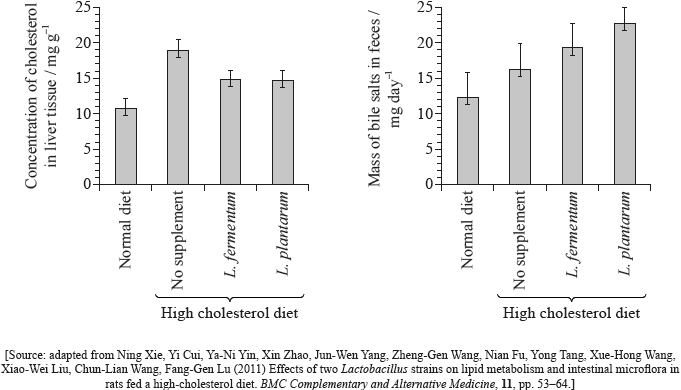 Concentration of cholesterol
in liver tissue / mg g⁻¹
25
20
15
10
5
0
Normal diet
No supplement
L. fermentum
L. plantarum
High cholesterol diet
Mass of bile salts in feces /
mg day⁻¹
25
20
15
10
5
0
Normal diet
No supplement
L. fermentum
L. plantarum
High cholesterol diet
[Source: adapted from Ning Xie, Yi Cui, Ya-Ni Yin, Xin Zhao, Jun-Wen Yang, Zheng-Gen Wang, Nian Fu, Yong Tang, Xue-Hong Wang,
Xiao-Wei Liu, Chun-Lian Wang, Fang-Gen Lu (2011) Effects of two Lactobacillus strains on lipid metabolism and intestinal microflora in
rats fed a high-cholesterol diet. BMC Complementary and Alternative Medicine, 11, pp. 53–64.]